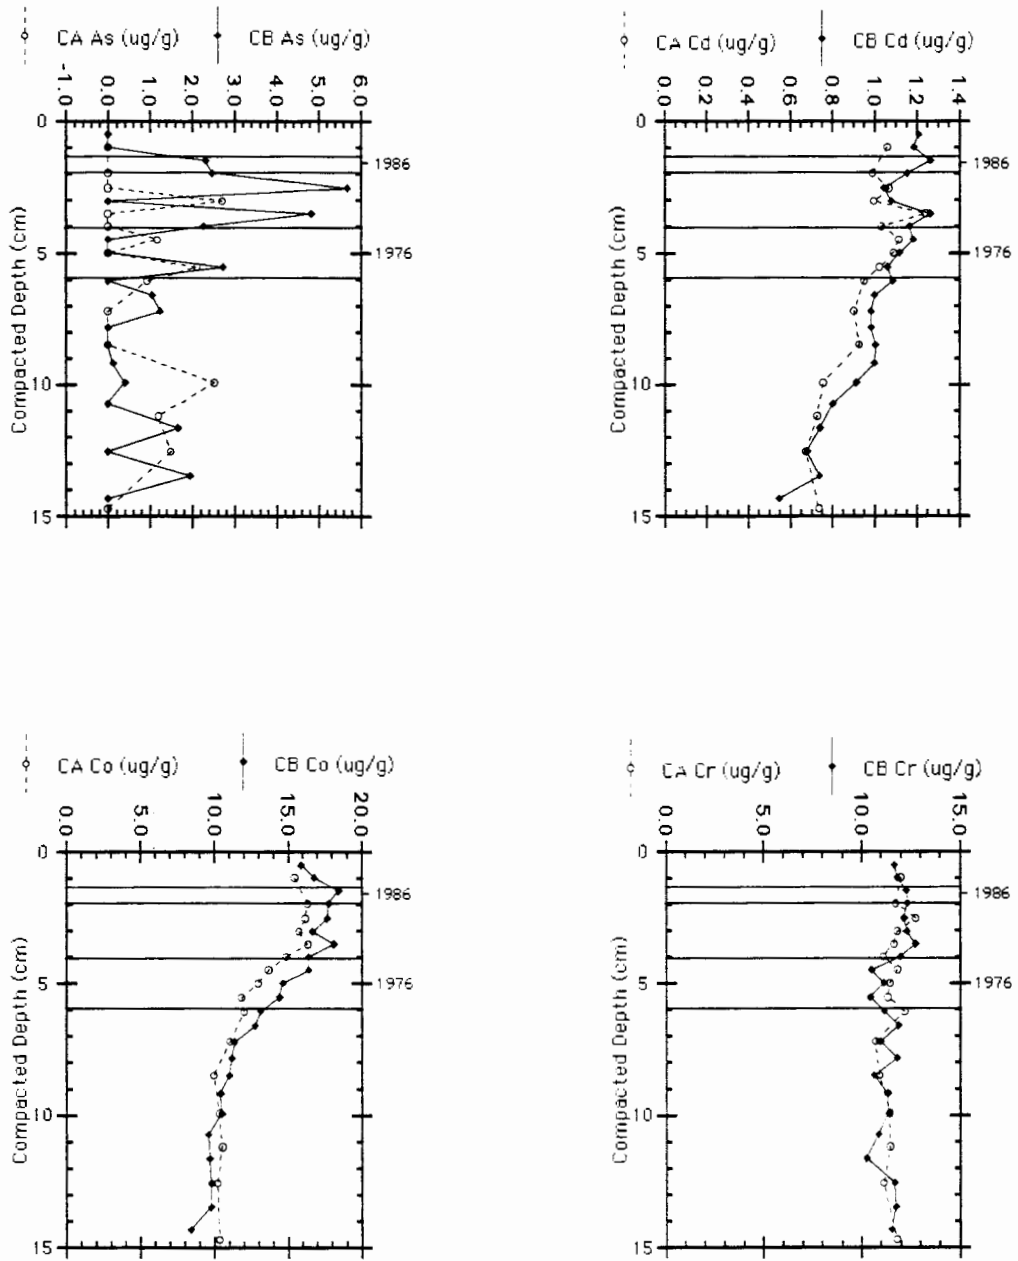 CA As (ug/g) CB As (ug/g)
-1.0 0.0 1.0 2.0 3.0 4.0 5.0 6.0
0
5
10
15
Compacted Depth (cm)
1986
1976
CA Cd (ug/g) CB Cd (ug/g)
0.0 0.2 0.4 0.6 0.8 1.0 1.2 1.4
0
5
10
15
Compacted Depth (cm)
1986
1976
CA Co (ug/g) CB Co (ug/g)
0.0 5.0 10.0 15.0 20.0
0
5
10
15
Compacted Depth (cm)
1986
1976
CA Cr (ug/g) CB Cr (ug/g)
0.0 5.0 10.0 15.0
0
5
10
15
Compacted Depth (cm)
1986
1976